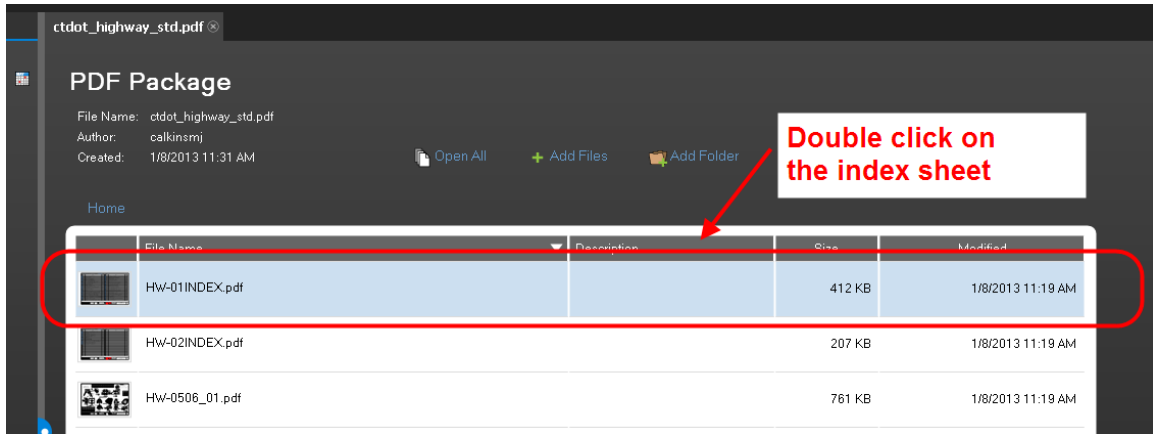 ctdot_highway_std.pdf
PDF Package
File Name: ctdot_highway_std.pdf
Author: calkinsmj
Created: 1/8/2013 11:31 AM
Open All + Add Files Add Folder
Double click on
the index sheet
Home
File Name Description Size Modified
HW-01INDEX.pdf 412 KB 1/8/2013 11:19 AM
HW-02INDEX.pdf 207 KB 1/8/2013 11:19 AM
HW-0506_01.pdf 761 KB 1/8/2013 11:19 AM